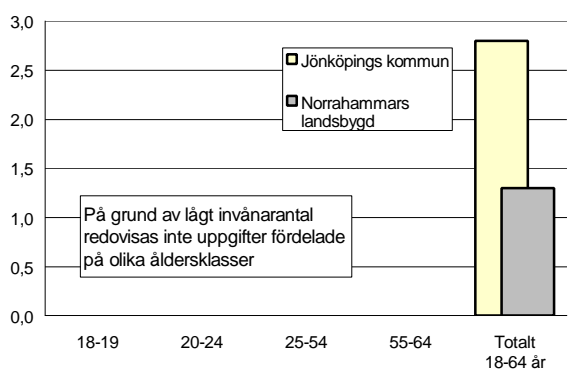 3,0
2,5
2,0
1,5
1,0
0,5
0,0
Jönköpings kommun
Norrahammars
landsbygd
På grund av lågt invånarantal
redovisas inte uppgifter fördelade
på olika åldersklasser
18-19 20-24 25-54 55-64 Totalt
18-64 år